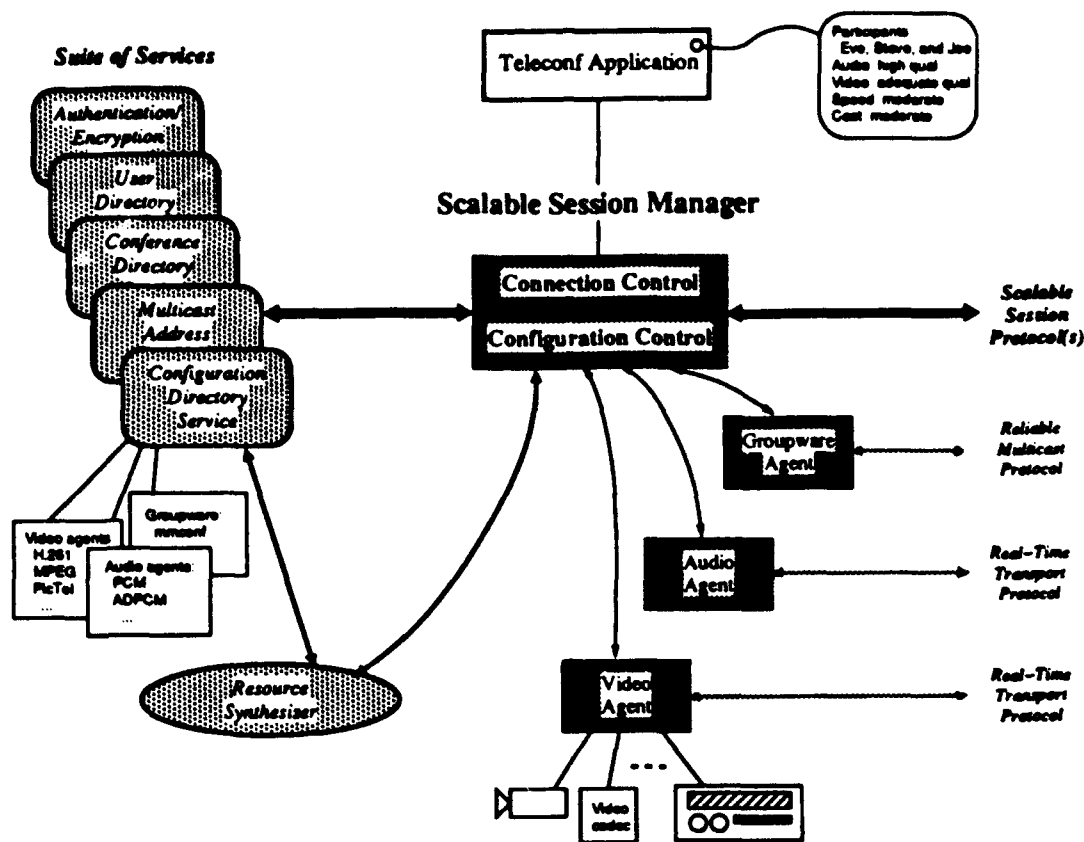 Suite of Services
Authentication/
Encryption
User
Directory
Conference
Directory
Multicast
Address
Configuration
Directory
Service
Video agents
H.261
MPEG
PicTel
...
Audio agents:
PCM
ADPCM
...
Groupware:
mmconf
Resource
Synthesizer
Teleconf Application
Participants
Eve, Steve, and Joe
Audio high qual
Video adequate qual
Speed moderate
Cost moderate
Scalable Session Manager
Connection Control
Configuration Control
Scalable
Session
Protocol(s)
Groupware
Agent
Reliable
Multicast
Protocol
Audio
Agent
Real-Time
Transport
Protocol
Video
Agent
Real-Time
Transport
Protocol
Video
codec